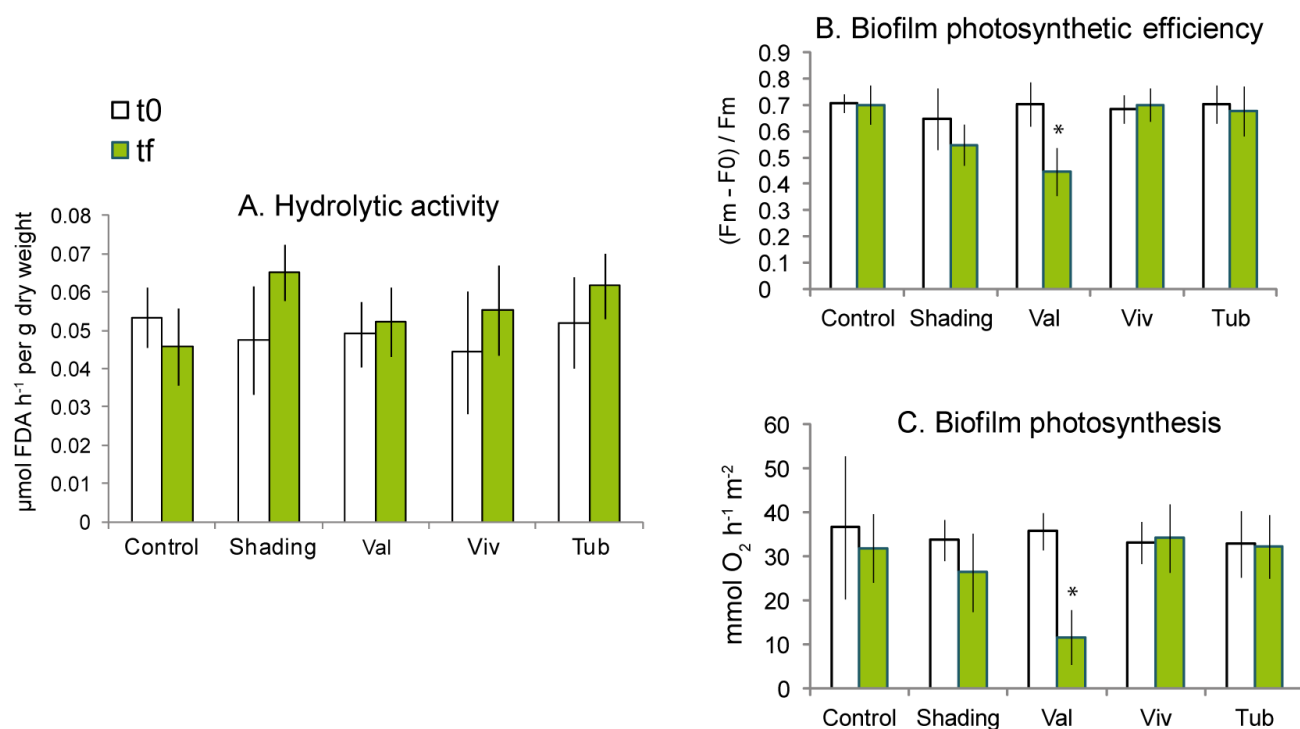 t0
tf
A. Hydrolytic activity
µmol FDA h⁻¹ per g dry weight
0.08
0.07
0.06
0.05
0.04
0.03
0.02
0.01
0
Control Shading Val Viv Tub
B. Biofilm photosynthetic efficiency
(Fm - F0) / Fm
0.9
0.8
0.7
0.6
0.5
0.4
0.3
0.2
0.1
0
*
Control Shading Val Viv Tub
C. Biofilm photosynthesis
mmol O₂ h⁻¹ m⁻²
60
50
40
30
20
10
0
*
Control Shading Val Viv Tub